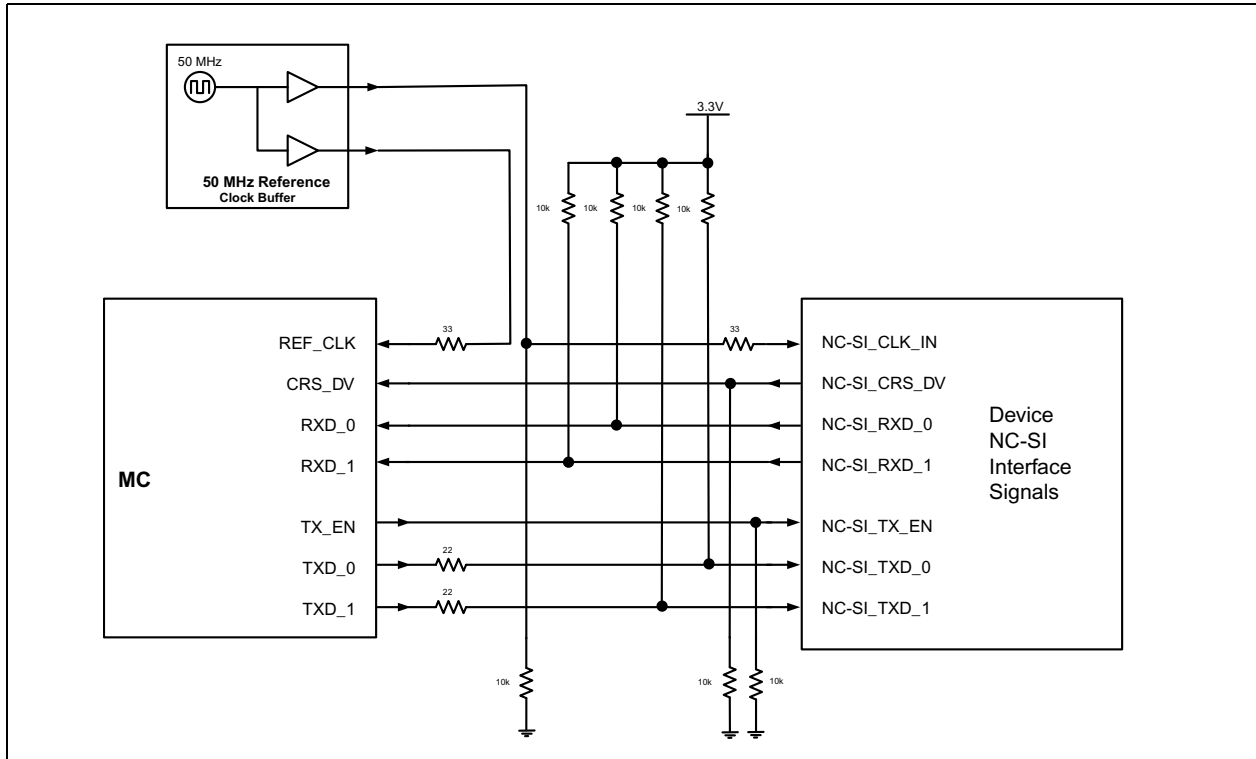 50 MHz
50 MHz Reference
Clock Buffer
3.3V
10k
10k
10k
10k
MC
REF_CLK
CRS_DV
RXD_0
RXD_1
TX_EN
TXD_0
TXD_1
33
22
22
33
NC-SI_CLK_IN
NC-SI_CRS_DV
NC-SI_RXD_0
NC-SI_RXD_1
NC-SI_TX_EN
NC-SI_TXD_0
NC-SI_TXD_1
Device
NC-SI
Interface
Signals
10k
10k
10k